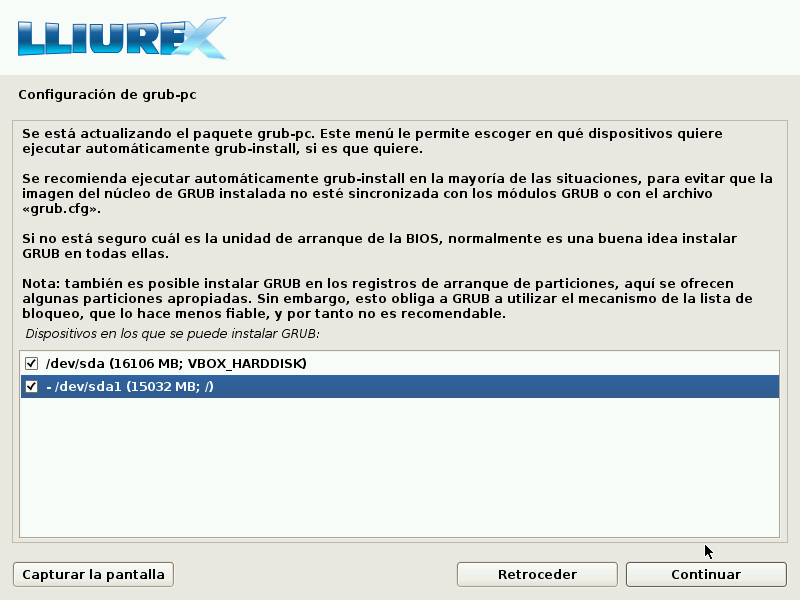 LLIUREX
Configuración de grub-pc
Se está actualizando el paquete grub-pc. Este menú le permite escoger en qué dispositivos quiere
ejecutar automáticamente grub-install, si es que quiere.
Se recomienda ejecutar automáticamente grub-install en la mayoría de las situaciones, para evitar que la
imagen del núcleo de GRUB instalada no esté sincronizada con los módulos GRUB o con el archivo
«grub.cfg».
Si no está seguro cuál es la unidad de arranque de la BIOS, normalmente es una buena idea instalar
GRUB en todas ellas.
Nota: también es posible instalar GRUB en los registros de arranque de particiones, aquí se ofrecen
algunas particiones apropiadas. Sin embargo, esto obliga a GRUB a utilizar el mecanismo de la lista de
bloqueo, que lo hace menos fiable, y por tanto no es recomendable.
Dispositivos en los que se puede instalar GRUB:
/dev/sda (16106 MB; VBOX_HARDDISK)
- /dev/sda1 (15032 MB; /)
Capturar la pantalla
Retroceder
Continuar